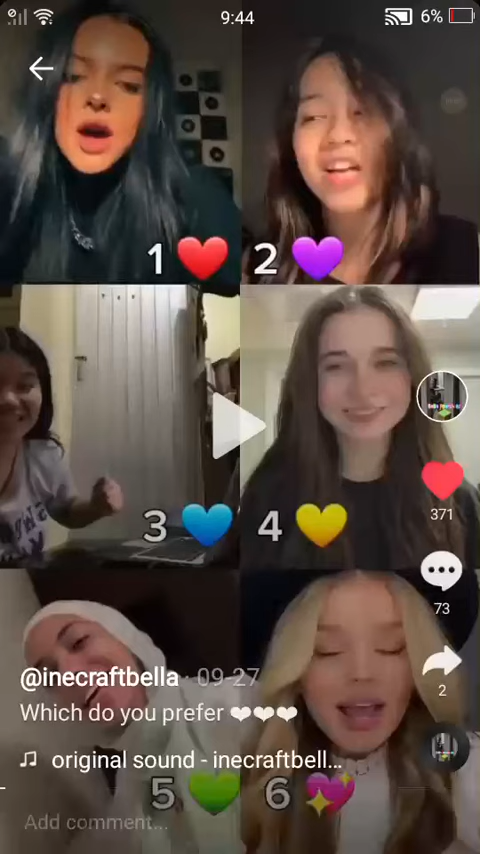 9:44
6%
1 ❤️ 2 💜
3 💙 4 💛
371
73
2
@inecraftbella · 09-27
Which do you prefer ❤❤❤
original sound - inecraftbell...
5 💚 6 💖
Add comment...